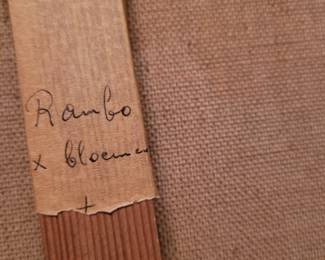 Rambo
x bloemen
+